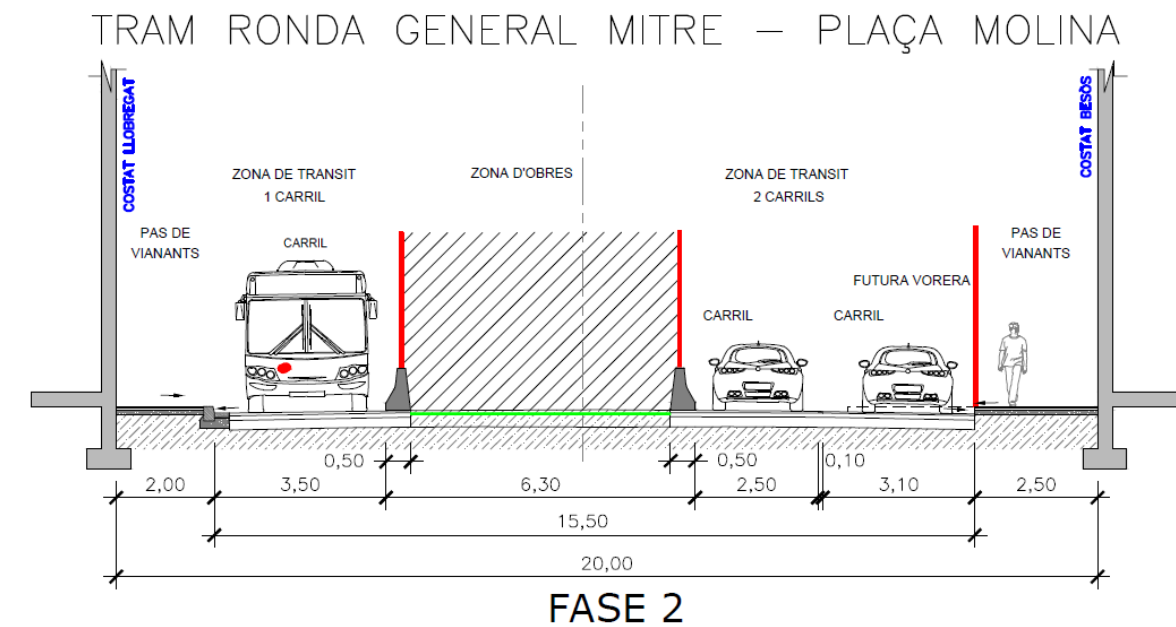 TRAM RONDA GENERAL MITRE – PLAÇA MOLINA
COSTAT LLOBREGAT
COSTAT BESÒS
ZONA DE TRANSIT
1 CARRIL
ZONA D'OBRES
ZONA DE TRANSIT
2 CARRILS
PAS DE
VIANANTS
CARRIL
PAS DE
VIANANTS
FUTURA VORERA
CARRIL
CARRIL
0,50
0,50
0,10
2,00
3,50
6,30
2,50
3,10
2,50
15,50
20,00
FASE 2